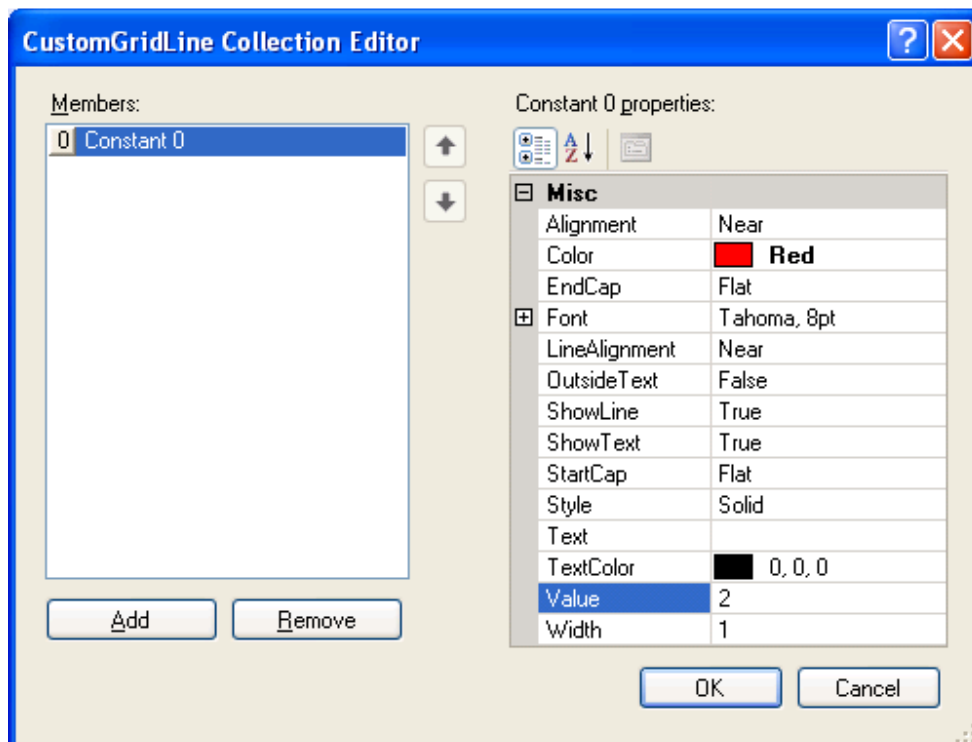 CustomGridLine Collection Editor
Members:
0 Constant 0
Add Remove
Constant 0 properties:
Misc
Alignment Near
Color Red
EndCap Flat
Font Tahoma, 8pt
LineAlignment Near
OutsideText False
ShowLine True
ShowText True
StartCap Flat
Style Solid
Text
TextColor 0, 0, 0
Value 2
Width 1
OK Cancel